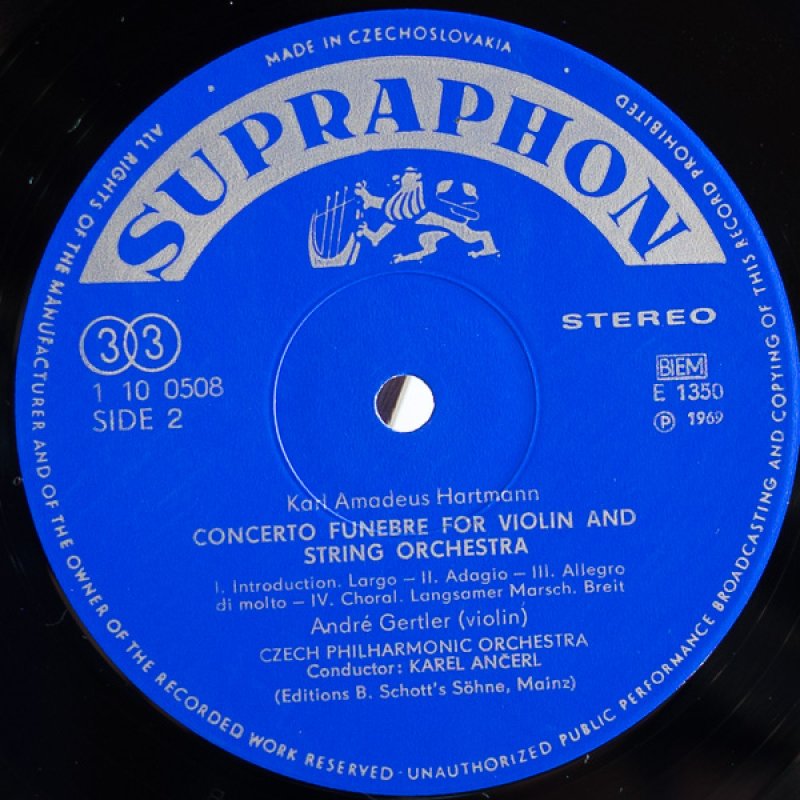 MADE IN CZECHOSLOVAKIA
SUPRAPHON
33
1 10 0508
SIDE 2
STEREO
BIEM
E 1350
Ⓟ 1969
Karl Amadeus Hartmann
CONCERTO FUNEBRE FOR VIOLIN AND
STRING ORCHESTRA
I. Introduction. Largo – II. Adagio – III. Allegro
di molto – IV. Choral. Langsamer Marsch. Breit
André Gertler (violin)
CZECH PHILHARMONIC ORCHESTRA
Conductor: KAREL ANČERL
(Editions B. Schott's Söhne, Mainz)
ALL RIGHTS OF THE MANUFACTURER AND OF THE OWNER OF THE RECORDED WORK RESERVED - UNAUTHORIZED PUBLIC PERFORMANCE BROADCASTING AND COPYING OF THIS RECORD PROHIBITED